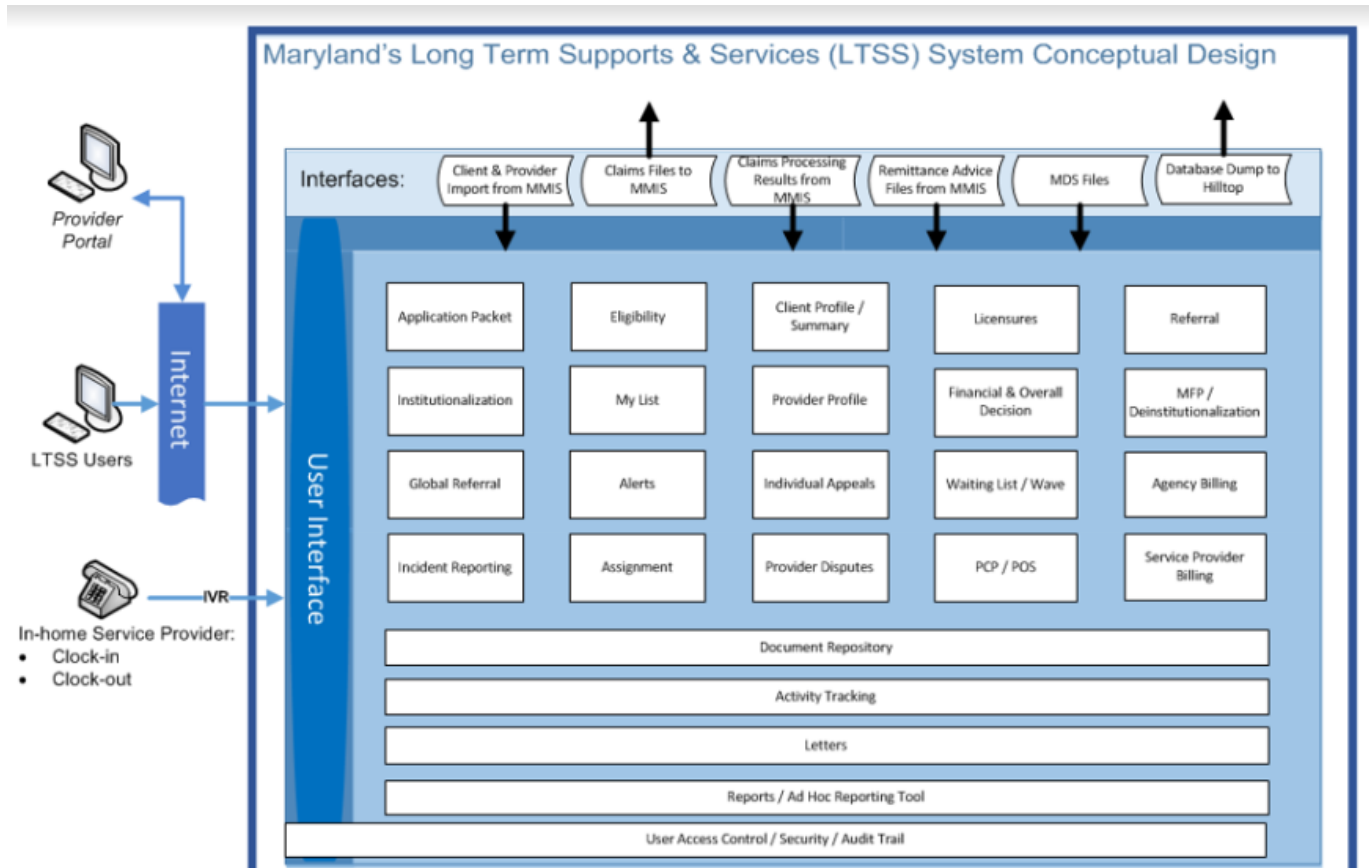 Maryland's Long Term Supports & Services (LTSS) System Conceptual Design
Interfaces:
Client & Provider
Import from MMIS
Claims Files to
MMIS
Claims Processing
Results from
MMIS
Remittance Advice
Files from MMIS
MDS Files
Database Dump to
Hilltop
Provider
Portal
Internet
LTSS Users
IVR
In-home Service Provider:
• Clock-in
• Clock-out
User Interface
Application Packet
Eligibility
Client Profile /
Summary
Licensures
Referral
Institutionalization
My List
Provider Profile
Financial & Overall
Decision
MFP /
Deinstitutionalization
Global Referral
Alerts
Individual Appeals
Waiting List / Wave
Agency Billing
Incident Reporting
Assignment
Provider Disputes
PCP / POS
Service Provider
Billing
Document Repository
Activity Tracking
Letters
Reports / Ad Hoc Reporting Tool
User Access Control / Security / Audit Trail